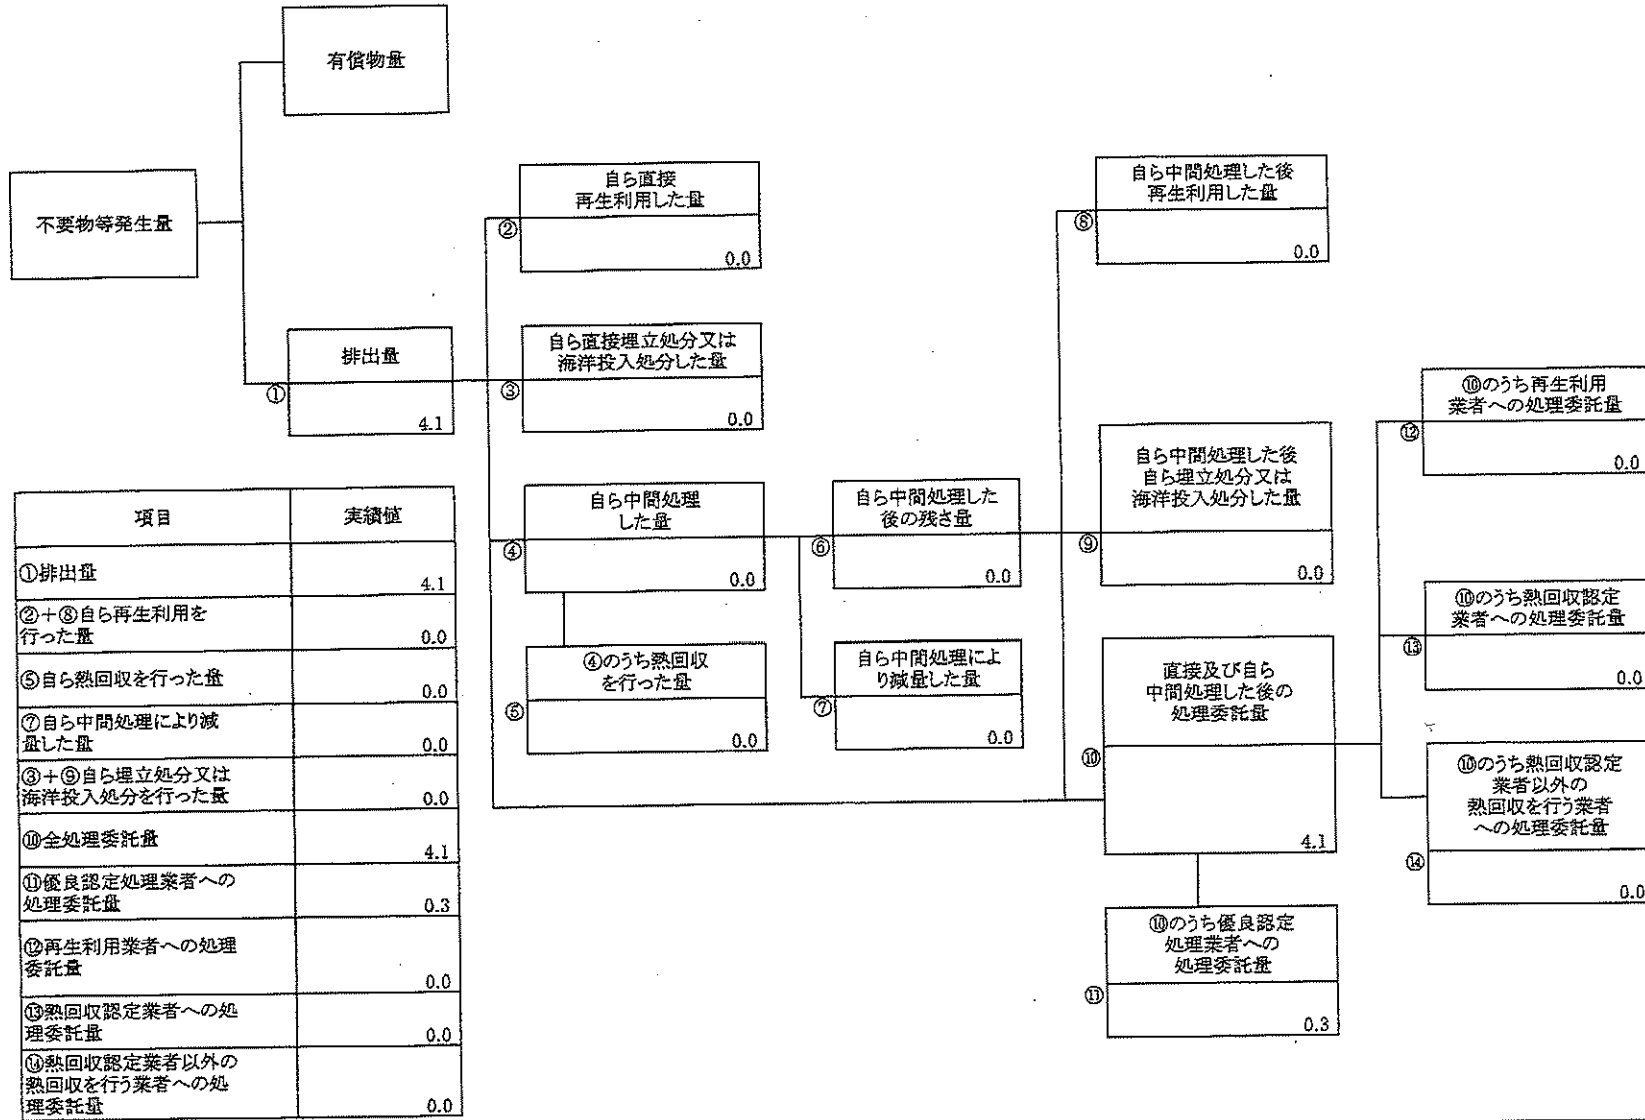 有償物量
不要物等発生量
排出量
①
4.1
自ら直接
再生利用した量
②
0.0
自ら直接埋立処分又は
海洋投入処分した量
③
0.0
自ら中間処理
した量
④
0.0
④のうち熱回収
を行った量
⑤
0.0
自ら中間処理した
後の残さ量
⑥
0.0
自ら中間処理によ
り減量した量
⑦
0.0
自ら中間処理した後
再生利用した量
⑧
0.0
自ら中間処理した後
自ら埋立処分又は
海洋投入処分した量
⑨
0.0
直接及び自ら
中間処理した後の
処理委託量
⑩
4.1
⑩のうち優良認定
処理業者への
処理委託量
⑪
0.3
⑩のうち再生利用
業者への処理委託量
⑫
0.0
⑩のうち熱回収認定
業者への処理委託量
⑬
0.0
⑩のうち熱回収認定
業者以外の
熱回収を行う業者
への処理委託量
⑭
0.0
項目 実績値
①排出量
4.1
②+⑧自ら再生利用を
行った量
0.0
⑤自ら熱回収を行った量
0.0
⑦自ら中間処理により減
量した量
0.0
③+⑨自ら埋立処分又は
海洋投入処分を行った量
0.0
⑩全処理委託量
4.1
⑪優良認定処理業者への
処理委託量
0.3
⑫再生利用業者への処理
委託量
0.0
⑬熱回収認定業者への処
理委託量
0.0
⑭熱回収認定業者以外の
熱回収を行う業者への処
理委託量
0.0